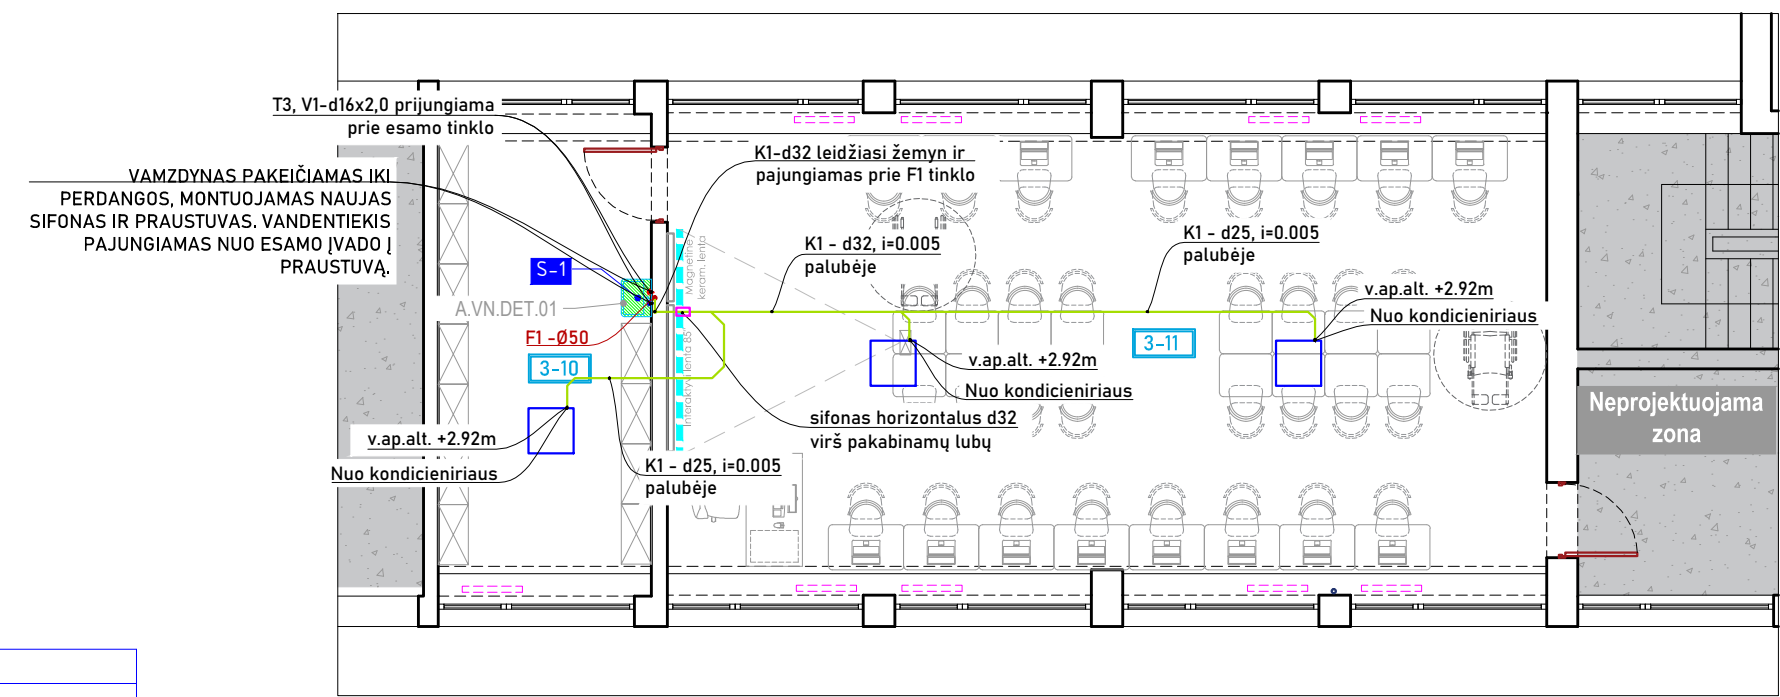 T3, V1-d16x2,0 prijungiama
prie esamo tinklo
VAMZDYNAS PAKEIČIAMAS IKI
PERDANGOS, MONTUOJAMAS NAUJAS
SIFONAS IR PRAUSTUVAS. VANDENTIEKIS
PAJUNGIAMAS NUO ESAMO ĮVADO Į
PRAUSTUVĄ.
K1-d32 leidžiasi žemyn ir
pajungiamas prie F1 tinklo
S-1
A.VN.DET.01
F1 -Ø50
3-10
Magnetinė/
keram. lenta
Interaktyvi lenta 85"
K1 - d32, i=0.005
palubėje
K1 - d25, i=0.005
palubėje
v.ap.alt. +2.92m
Nuo kondicieniriaus
3-11
v.ap.alt. +2.92m
Nuo kondicieniriaus
sifonas horizontalus d32
virš pakabinamų lubų
v.ap.alt. +2.92m
Nuo kondicieniriaus
K1 - d25, i=0.005
palubėje
Neprojektuojama
zona